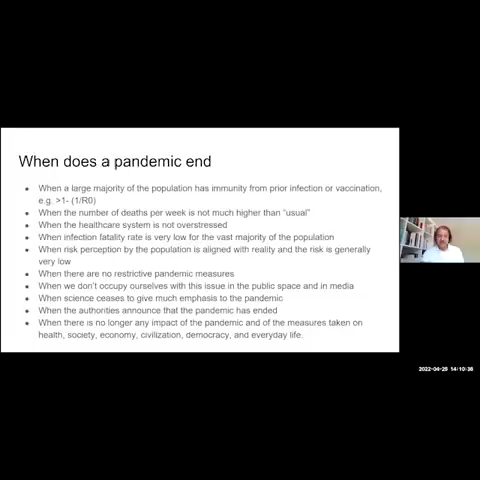 When does a pandemic end
● When a large majority of the population has immunity from prior infection or vaccination,
e.g. >1- (1/R0)
● When the number of deaths per week is not much higher than “usual”
● When the healthcare system is not overstressed
● When infection fatality rate is very low for the vast majority of the population
● When risk perception by the population is aligned with reality and the risk is generally
very low
● When there are no restrictive pandemic measures
● When we don’t occupy ourselves with this issue in the public space and in media
● When science ceases to give much emphasis to the pandemic
● When the authorities announce that the pandemic has ended
● When there is no longer any impact of the pandemic and of the measures taken on
health, society, economy, civilization, democracy, and everyday life.